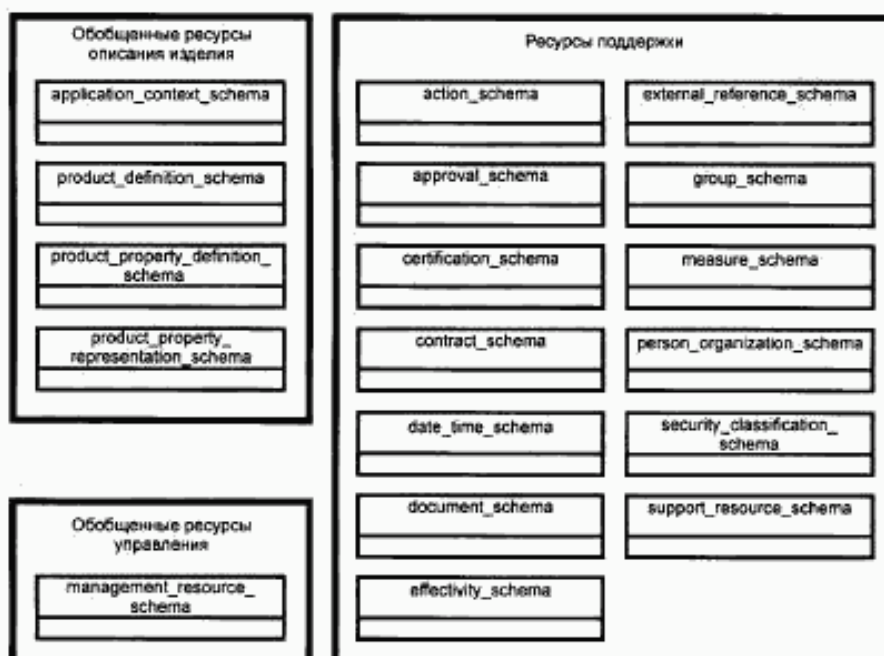 Обобщенные ресурсы
описания изделия
application_context_schema
product_definition_schema
product_property_definition_
schema
product_property_
representation_schema
Обобщенные ресурсы
управления
management_resource_
schema
Ресурсы поддержки
action_schema
approval_schema
certification_schema
contract_schema
date_time_schema
document_schema
effectivity_schema
external_reference_schema
group_schema
measure_schema
person_organization_schema
security_classification_
schema
support_resource_schema